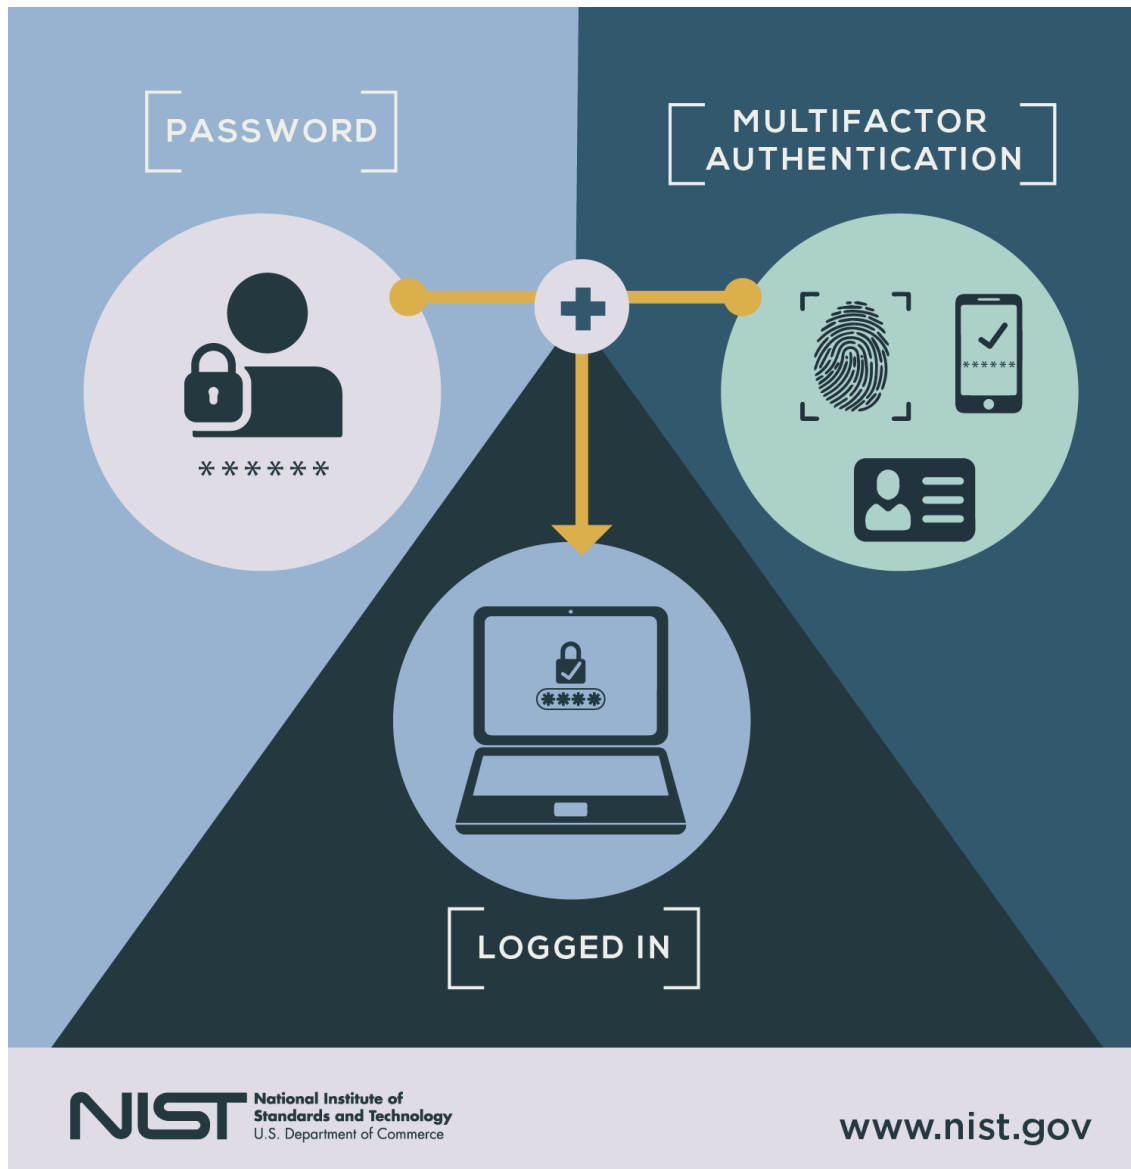 PASSWORD
MULTIFACTOR
AUTHENTICATION
******
******
****
LOGGED IN
NIST
National Institute of
Standards and Technology
U.S. Department of Commerce
www.nist.gov